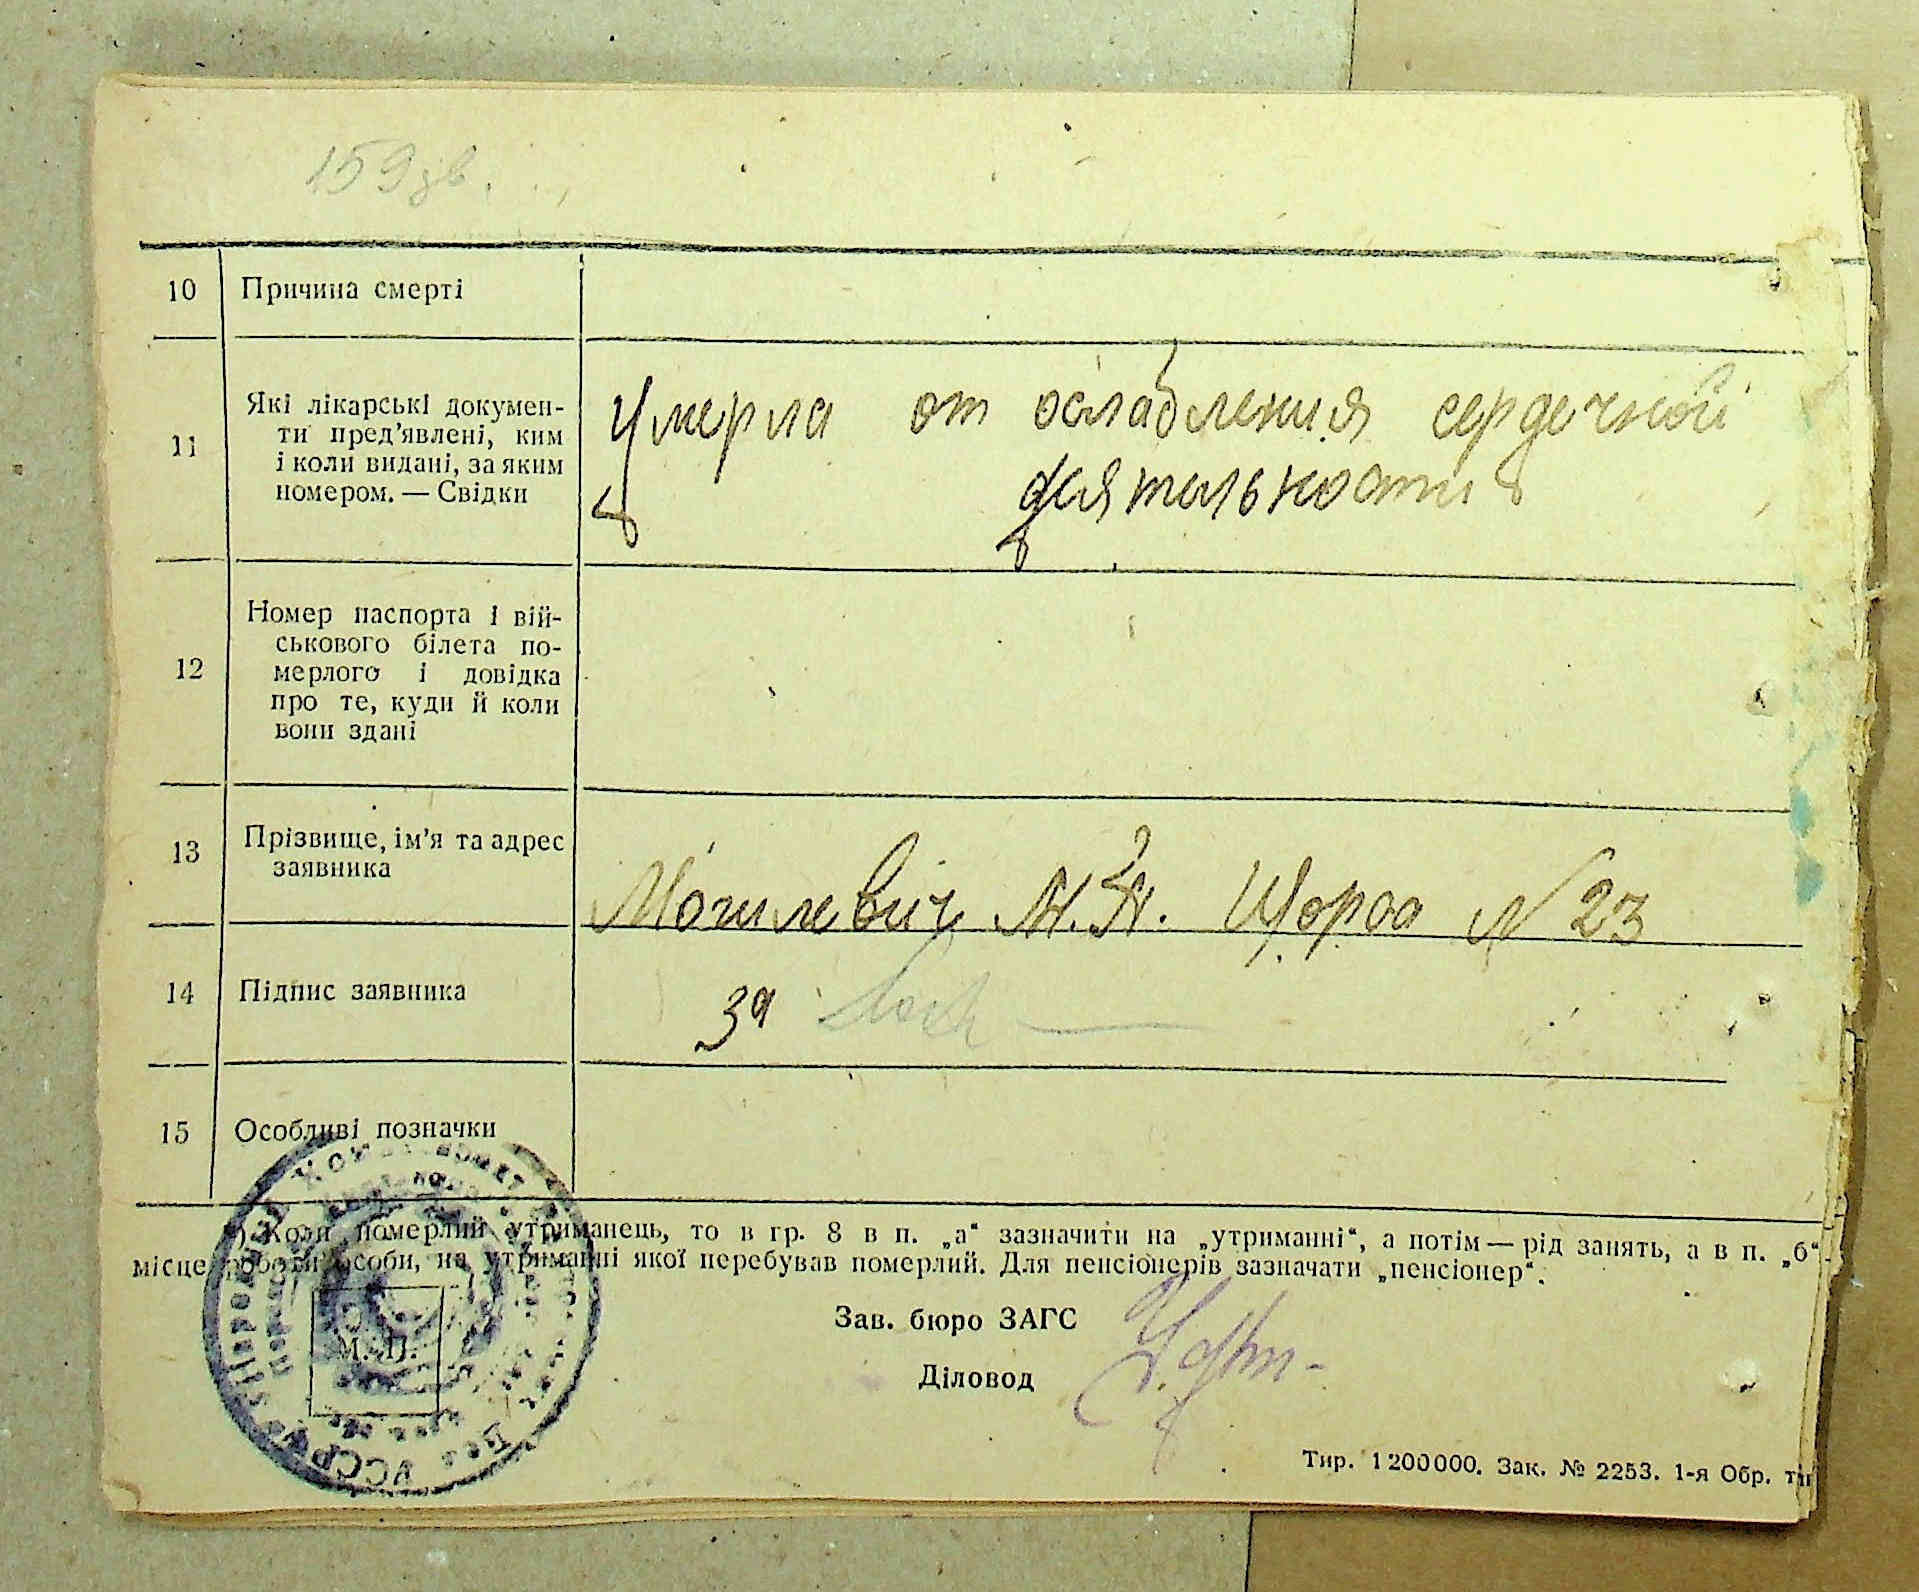 159зв.
10 Причина смерті
11 Які лікарські докумен-
ти пред'явлені, ким
і коли видані, за яким
номером. — Свідки
Умерла от ослабления сердечной
деятельности
12 Номер паспорта і вій-
ськового білета по-
мерлого і довідка
про те, куди й коли
вони здані
13 Прізвище, ім'я та адрес
заявника
Могилевич М.Я. Щорса N 23
14 Підпис заявника
За
15 Особливі позначки
) Коли померлий утриманець, то в гр. 8 в п. „а“ зазначити на „утриманні“, а потім — рід занять, а в п. „б“ -
місце роботи особи, на утриманні якої перебував померлий. Для пенсіонерів зазначати „пенсіонер“.
Зав. бюро ЗАГС
М. П.
Діловод
УССР
Тир. 1200000. Зак. № 2253. 1-я Обр. тип